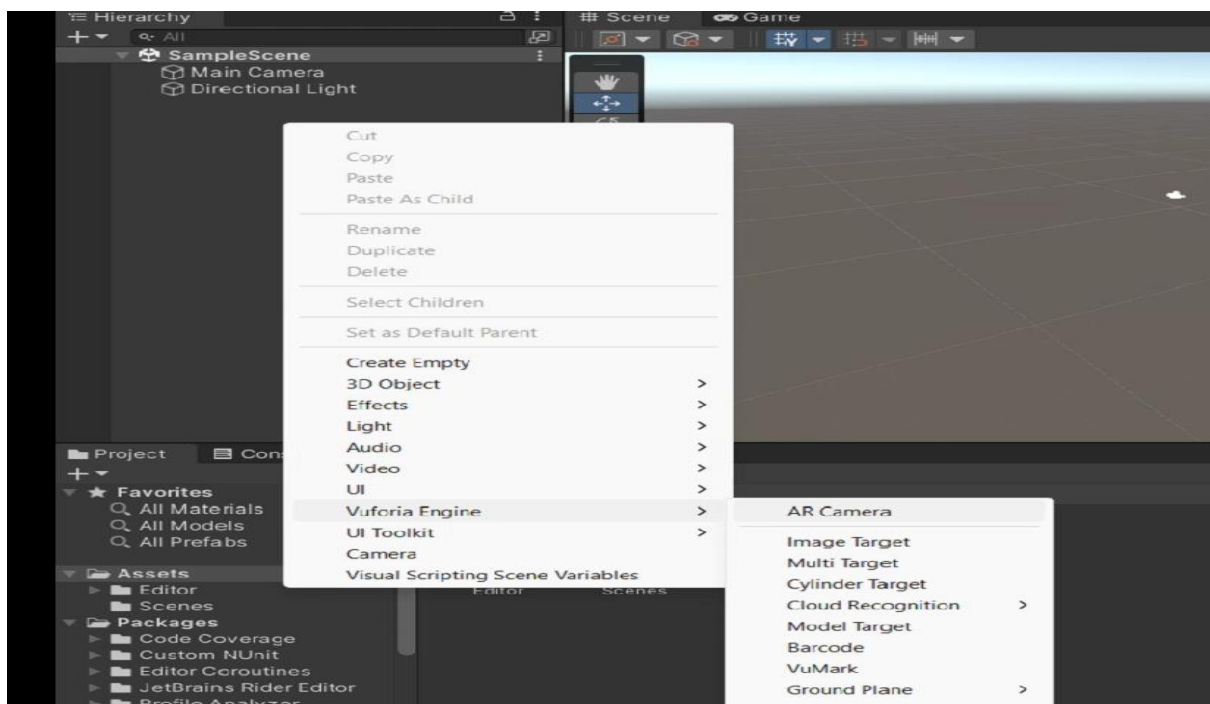 Hierarchy
All
SampleScene
Main Camera
Directional Light
Scene
Game
Cut
Copy
Paste
Paste As Child
Rename
Duplicate
Delete
Select Children
Set as Default Parent
Create Empty
3D Object
Effects
Light
Audio
Video
UI
Vuforia Engine
UI Toolkit
Camera
Visual Scripting Scene Variables
AR Camera
Image Target
Multi Target
Cylinder Target
Cloud Recognition
Model Target
Barcode
VuMark
Ground Plane
Project
Con
Favorites
All Materials
All Models
All Prefabs
Assets
Editor
Scenes
Packages
Code Coverage
Custom NUnit
Editor Coroutines
JetBrains Rider Editor
Profile Analyzer
Editor Scenes